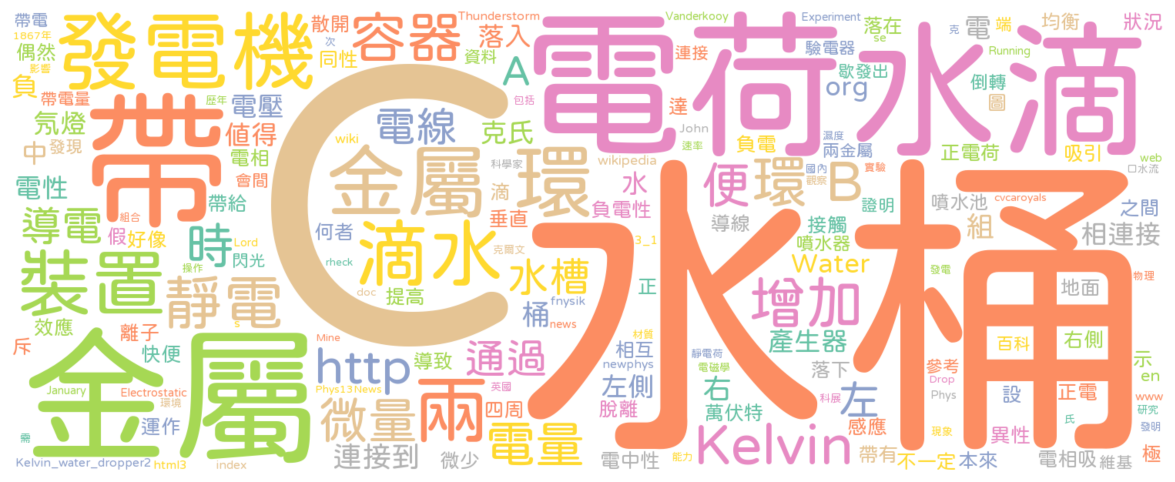 帶電
1867年
偶然
影響
負
發電機
散開
次
同性
容器
Thunderstorm
落入
資料
A
電荷
水滴
Vanderkooy
連接
達
Experiment
驗電器
歇發出
org
落在
se
電
端
克
Running
倒轉
均衡
圖
狀況
帶電量
氖燈
中
發現
帶
歷年
電壓
值得
電相
會間
C
wiki
電線
克氏
包括
John
速率
負電
濕度
兩金屬
正電荷
吸引
web
口水流
電性
帶給
導電
假
組合
好像
時
Lord
閃光
操作
金屬環
科學家
滴
垂直
何者
滴水
克爾文
rheck
doc
提高
wikipedia
水
負電性
3_1
水槽
桶
fnysik
news
正
便
導線
環
B
國內
觀察
實驗
證明
接觸
噴水器
Water
噴水池
cvcaroyals
組
之間
相連接
裝置
靜電
效應
離子
斥
快便
January
Electrostatic
環境
運作
需
Kelvin_water_dropper2
html3
index
s
金屬
Mine
http
導致
Phys13News
微量
連接到
兩
微少
通過
英國
四周
電量
水桶
材質
相互
newphys
左側
脫離
電中性
能力
增加
產生器
靜電荷
電磁學
落下
右
萬伏特
Kelvin
Drop
科展
左
感應
帶有
參考
Phys
現象
不一定
發電
地面
百科
右側
設
本來
異性
正電
電相吸
維基
物理
示
en
www
研究
氏
發明
極